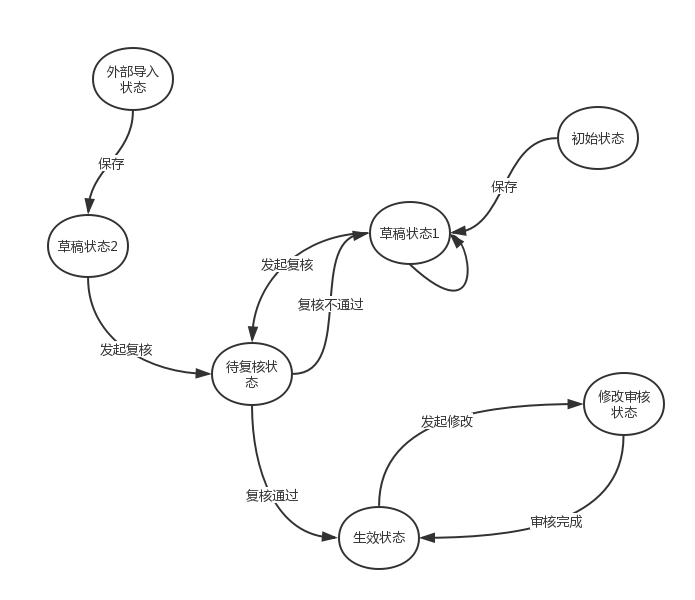 外部导入
状态
初始状态
保存
保存
草稿状态1
草稿状态2
发起复核
复核不通过
发起复核
待复核状
态
修改审核
状态
发起修改
复核通过
审核完成
生效状态